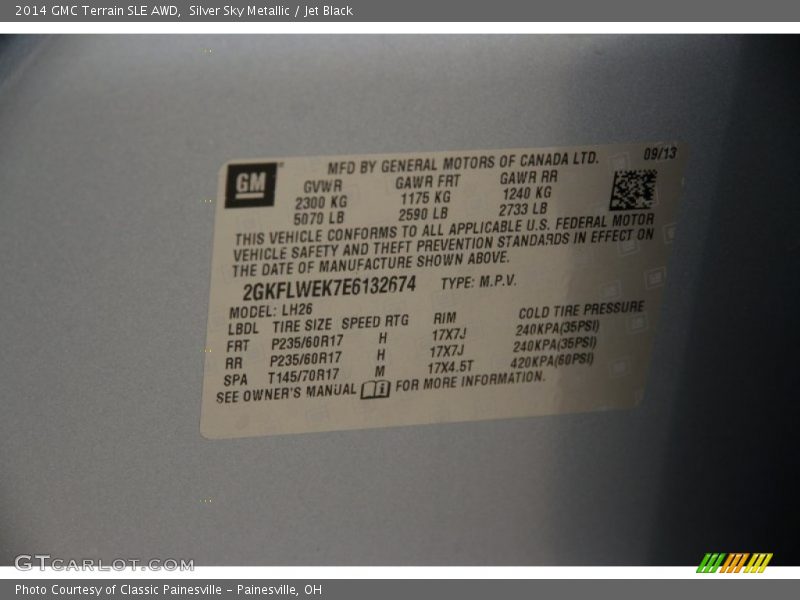 2014 GMC Terrain SLE AWD,  Silver Sky Metallic / Jet Black
GM
MFD BY GENERAL MOTORS OF CANADA LTD. 09/13
GVWR GAWR FRT GAWR RR
2300 KG 1175 KG 1240 KG
5070 LB 2590 LB 2733 LB
THIS VEHICLE CONFORMS TO ALL APPLICABLE U.S. FEDERAL MOTOR
VEHICLE SAFETY AND THEFT PREVENTION STANDARDS IN EFFECT ON
THE DATE OF MANUFACTURE SHOWN ABOVE.
2GKFLWEK7E6132674 TYPE: M.P.V.
MODEL: LH26
LBDL TIRE SIZE SPEED RTG RIM COLD TIRE PRESSURE
FRT P235/60R17 H 17X7J 240KPA(35PSI)
RR P235/60R17 H 17X7J 240KPA(35PSI)
SPA T145/70R17 M 17X4.5T 420KPA(60PSI)
SEE OWNER'S MANUAL FOR MORE INFORMATION.
GTCARLOT.COM
Photo Courtesy of Classic Painesville - Painesville, OH